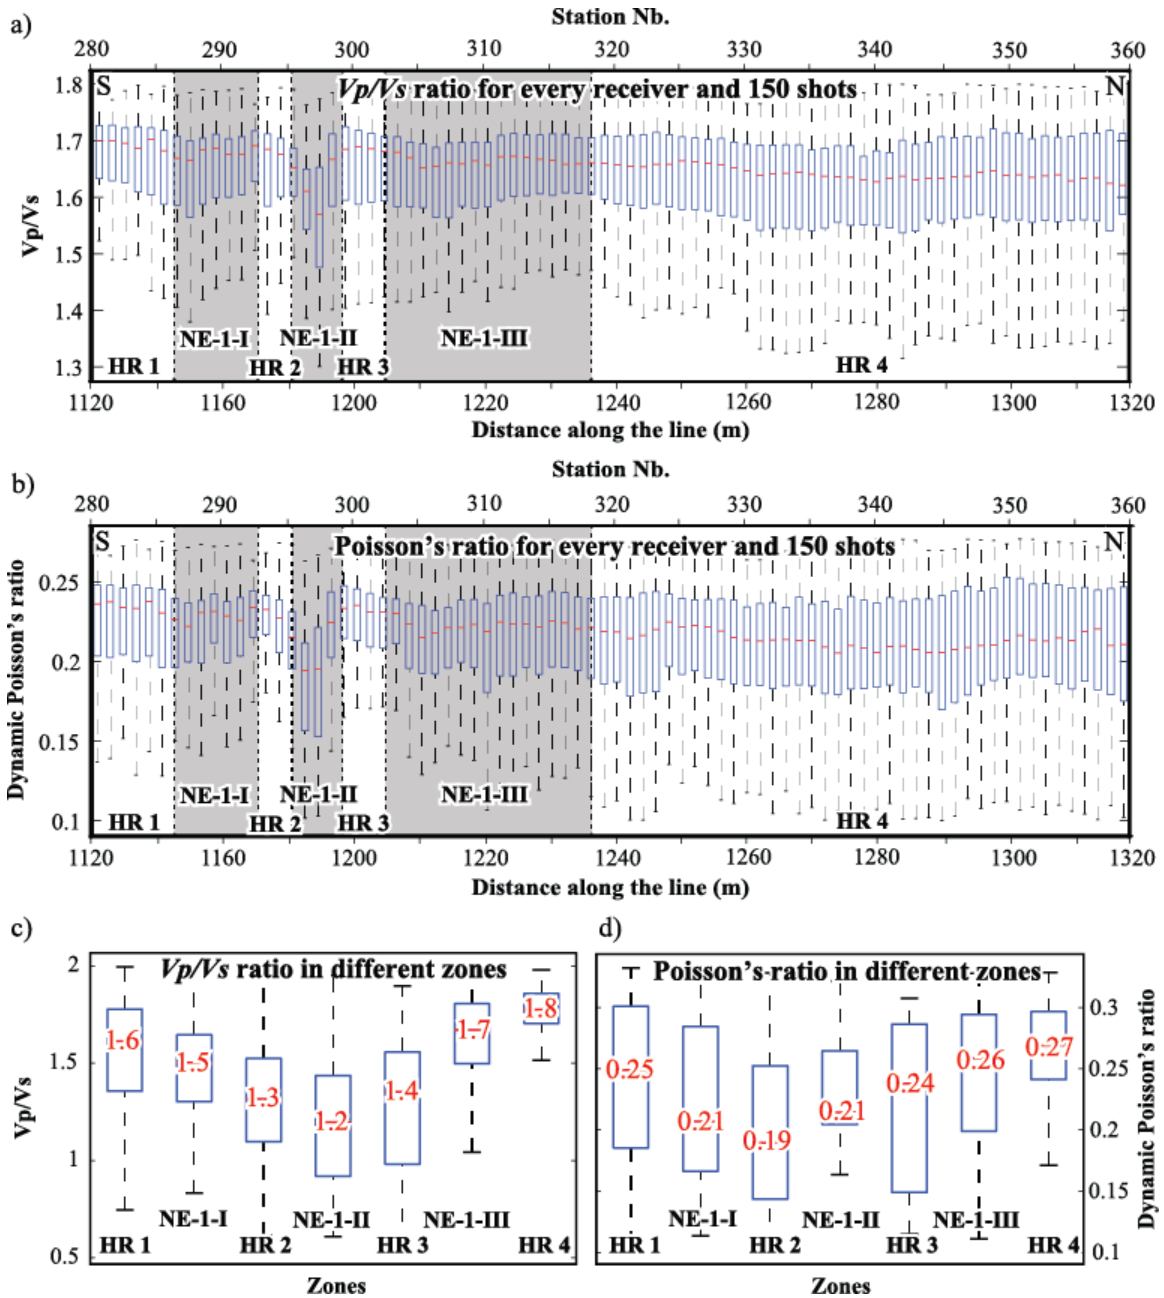 a)
Station Nb.
280 290 300 310 320 330 340 350 360
1.8
1.7
1.6
1.5
1.4
1.3
Vp/Vs
S
Vp/Vs ratio for every receiver and 150 shots
N
NE-1-I NE-1-II NE-1-III
HR 1 HR 2 HR 3 HR 4
1120 1160 1200 1220 1240 1260 1280 1300 1320
Distance along the line (m)
b)
Station Nb.
280 290 300 310 320 330 340 350 360
0.25
0.2
0.15
0.1
Dynamic Poisson's ratio
S
Poisson's ratio for every receiver and 150 shots
N
NE-1-I NE-1-II NE-1-III
HR 1 HR 2 HR 3 HR 4
1120 1160 1200 1220 1240 1260 1280 1300 1320
Distance along the line (m)
c)
2
1.5
1
0.5
Vp/Vs
Vp/Vs ratio in different zones
1.6 1.5 1.3 1.2 1.4 1.7 1.8
NE-1-I NE-1-II NE-1-III
HR 1 HR 2 HR 3 HR 4
Zones
d)
Poisson's ratio in different zones
0.25 0.21 0.19 0.21 0.24 0.26 0.27
NE-1-I NE-1-II NE-1-III
HR 1 HR 2 HR 3 HR 4
0.3
0.25
0.2
0.15
0.1
Dynamic Poisson's ratio
Zones